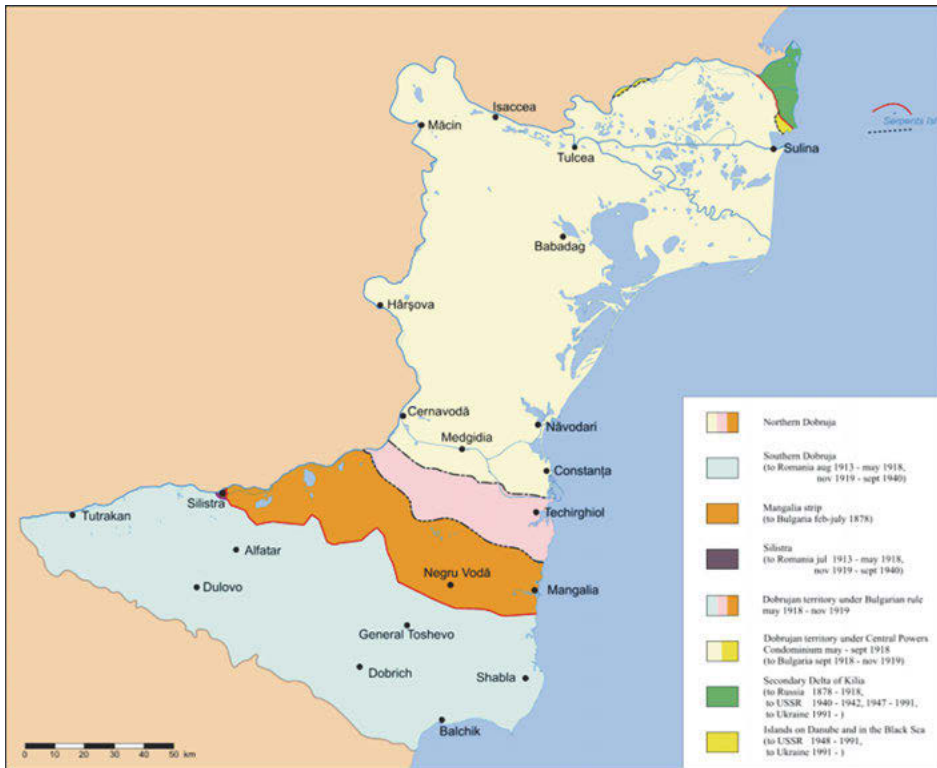 Isaccea
Măcin
Tulcea
Sulina
Serpents Isl
Babadag
Hârșova
Cernavodă
Medgidia
Năvodari
Constanța
Techirghiol
Silistra
Tutrakan
Alfatar
Dulovo
Negru Vodă
Mangalia
General Toshevo
Dobrich
Shabla
Balchik
0 10 20 30 40 50
km
Northern Dobruja
Southern Dobruja
(to Romania aug 1913 - may 1918,
nov 1919 - sept 1940)
Mangalia strip
(to Bulgaria feb-july 1878)
Silistra
(to Romania jul 1913 - may 1918,
nov 1919 - sept 1940)
Dobrujan territory under Bulgarian rule
may 1918 - nov 1919
Dobrujan territory under Central Powers
Condominium may - sept 1918
(to Bulgaria sept 1918 - nov 1919)
Secondary Delta of Kilia
(to Russia 1878 - 1918,
to USSR 1940 - 1942, 1947 - 1991,
to Ukraine 1991 - )
Islands on Danube and in the Black Sea
(to USSR 1948 - 1991,
to Ukraine 1991 - )